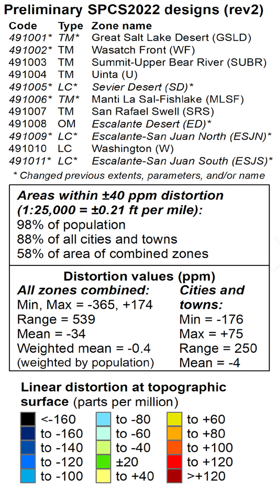 Preliminary SPCS2022 designs (rev2)
Code Type Zone name
491001* TM* Great Salt Lake Desert (GSLD)
491002* TM Wasatch Front (WF)
491003 TM Summit-Upper Bear River (SUBR)
491004 TM Uinta (U)
491005* LC* Sevier Desert (SD)*
491006* TM* Manti La Sal-Fishlake (MLSF)
491007 TM San Rafael Swell (SRS)
491008 OM Escalante Desert (ED)*
491009* LC* Escalante-San Juan North (ESJN)*
491010 LC Washington (W)
491011* LC* Escalante-San Juan South (ESJS)*
* Changed previous extents, parameters, and/or name
Areas within ±40 ppm distortion
(1:25,000 = ±0.21 ft per mile):
98% of population
88% of all cities and towns
58% of area of combined zones
Distortion values (ppm)
All zones combined:
Min, Max = -365, +174
Range = 539
Mean = -34
Weighted mean = -0.4
(weighted by population)
Cities and
towns:
Min = -176
Max = +75
Range = 250
Mean = -4
Linear distortion at topographic
surface (parts per million)
<-160
to -160
to -140
to -120
to -100
to -80
to -60
to -40
±20
to +40
to +60
to +80
to +100
to +120
>+120